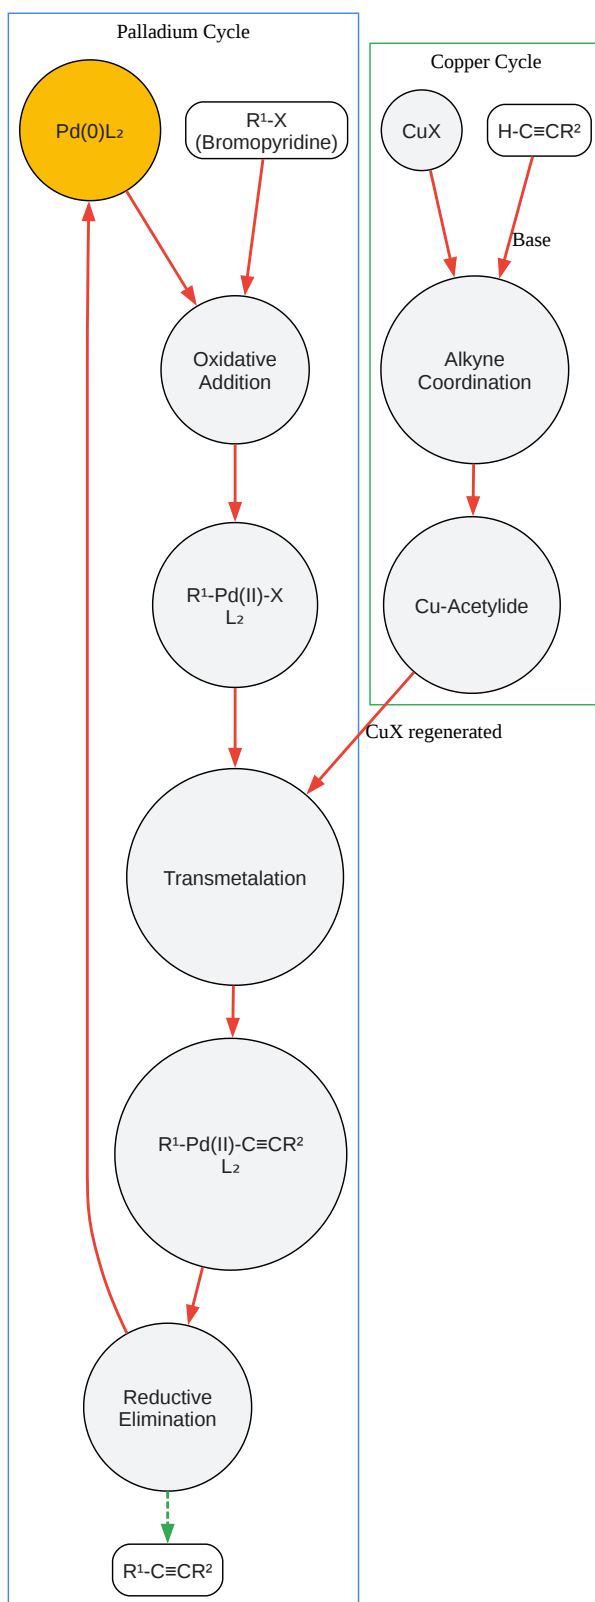 Palladium Cycle
Copper Cycle
Pd(0)L₂
R¹-X
(Bromopyridine)
CuX
H-C≡CR²
Base
Oxidative
Addition
Alkyne
Coordination
R¹-Pd(II)-X
L₂
Cu-Acetylide
CuX regenerated
Transmetalation
R¹-Pd(II)-C≡CR²
L₂
Reductive
Elimination
R¹-C≡CR²